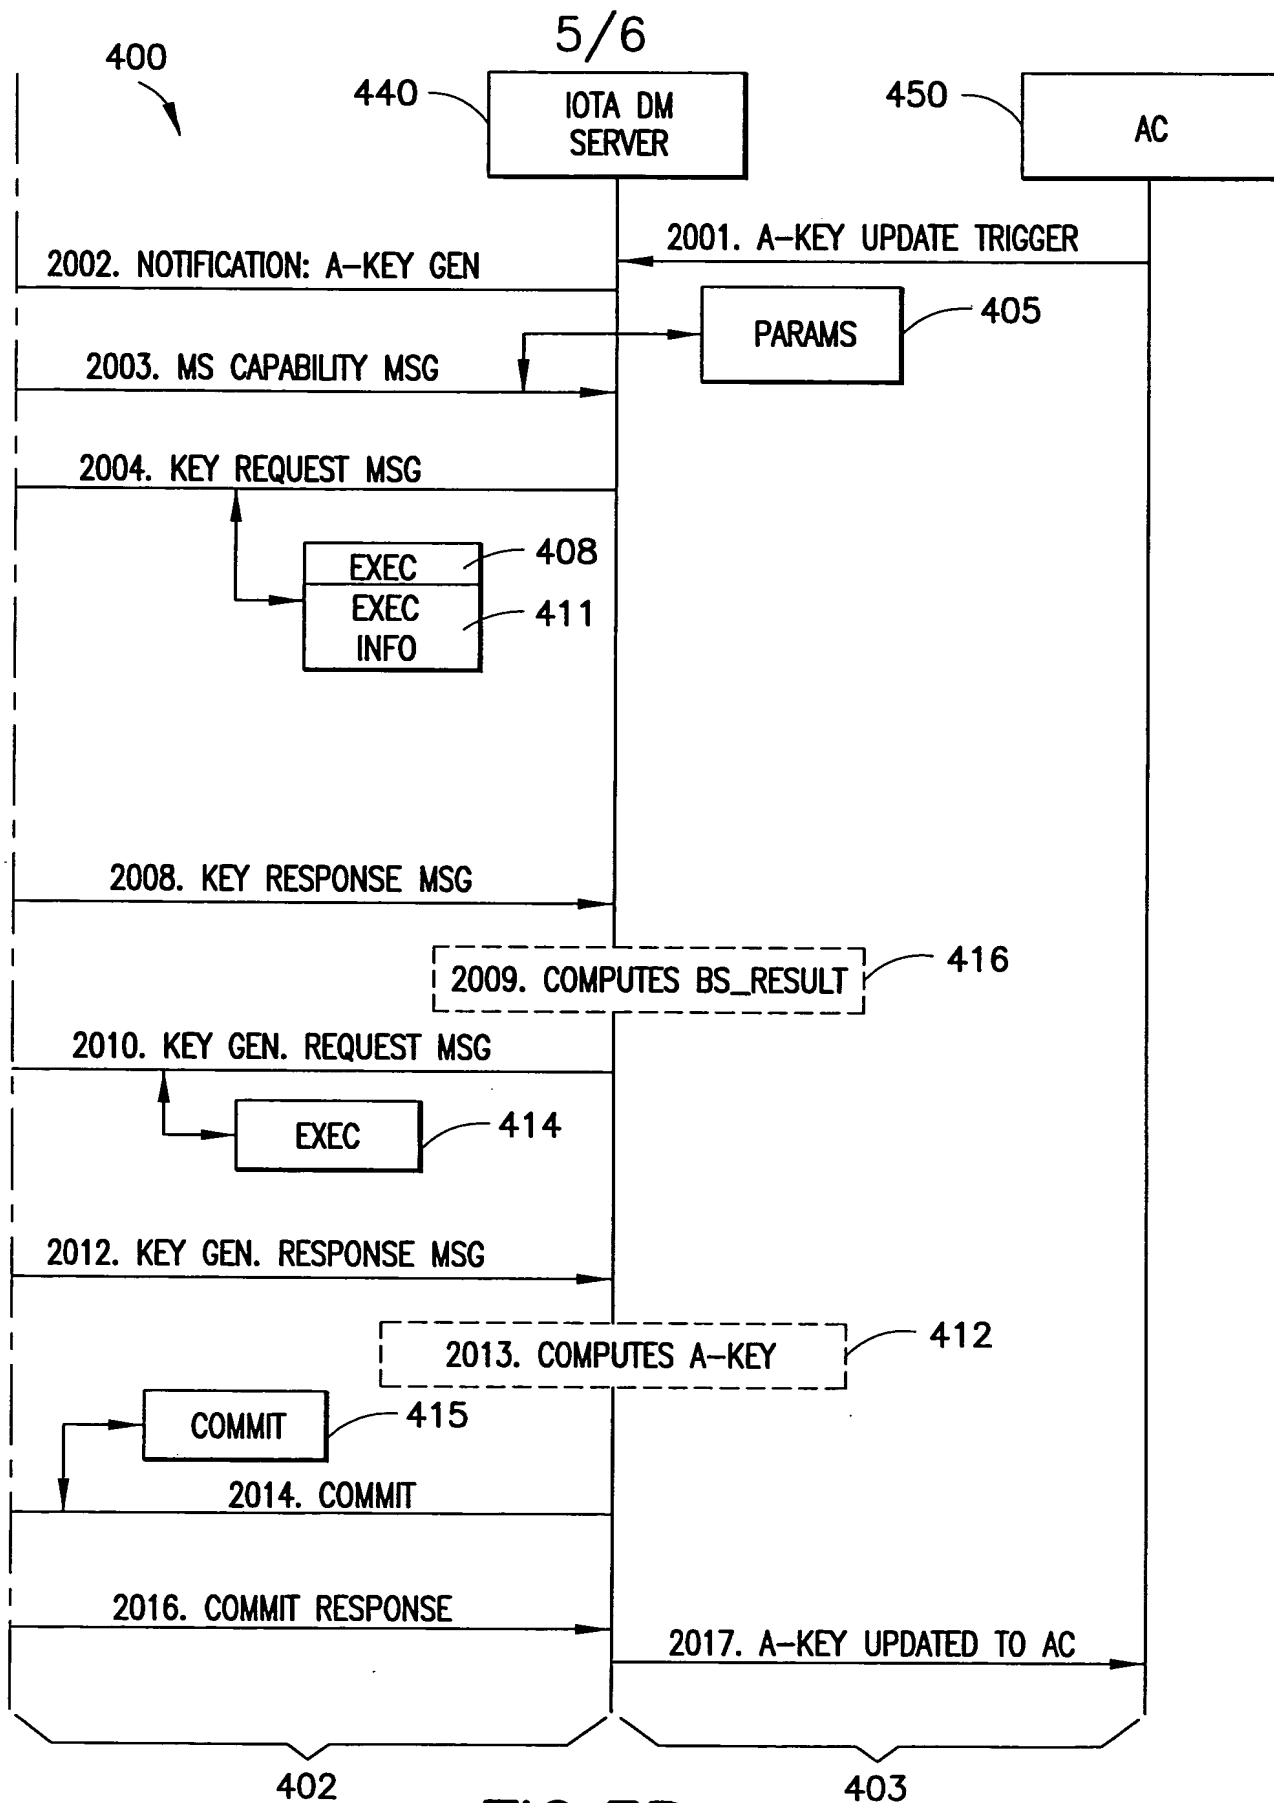 5/6
400
440
IOTA DM
SERVER
450
AC
2001. A-KEY UPDATE TRIGGER
2002. NOTIFICATION: A-KEY GEN
PARAMS
405
2003. MS CAPABILITY MSG
2004. KEY REQUEST MSG
EXEC
408
EXEC
INFO
411
2008. KEY RESPONSE MSG
2009. COMPUTES BS_RESULT
416
2010. KEY GEN. REQUEST MSG
EXEC
414
2012. KEY GEN. RESPONSE MSG
2013. COMPUTES A-KEY
412
COMMIT
415
2014. COMMIT
2016. COMMIT RESPONSE
2017. A-KEY UPDATED TO AC
402
403